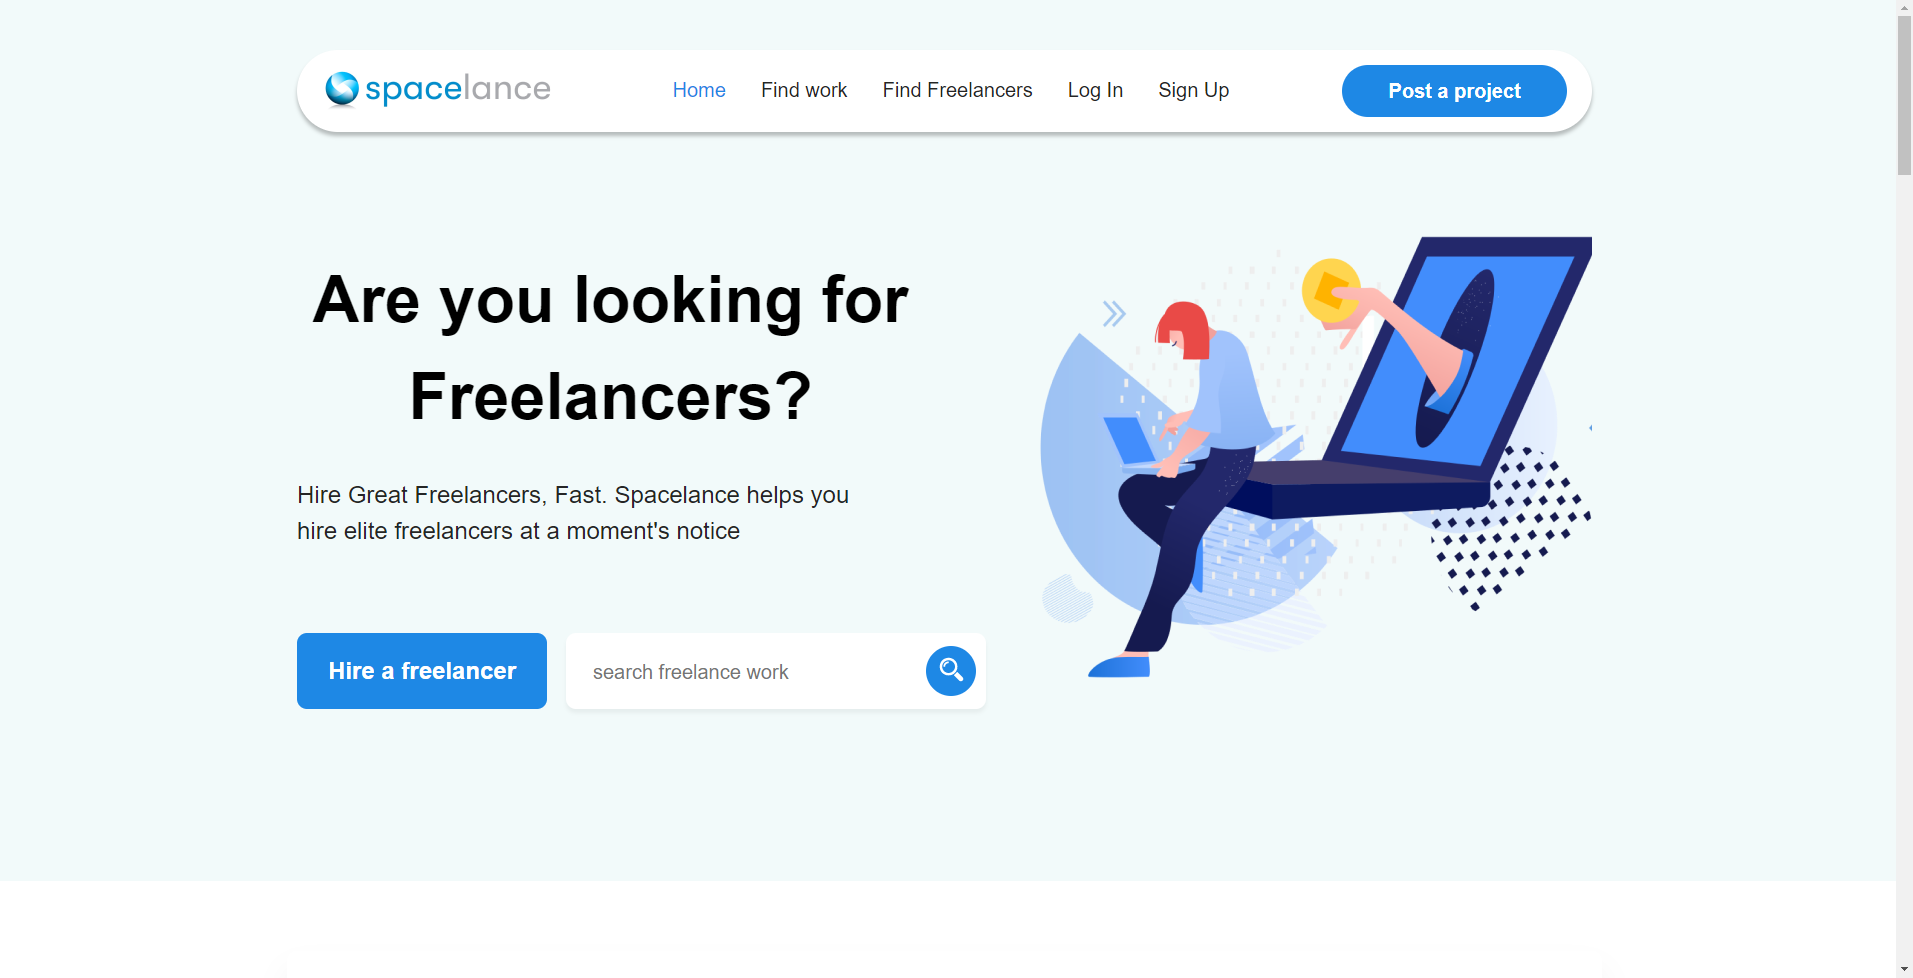 spacelance
Home
Find work
Find Freelancers
Log In
Sign Up
Post a project
Are you looking for
Freelancers?
Hire Great Freelancers, Fast. Spacelance helps you
hire elite freelancers at a moment's notice
Hire a freelancer
search freelance work